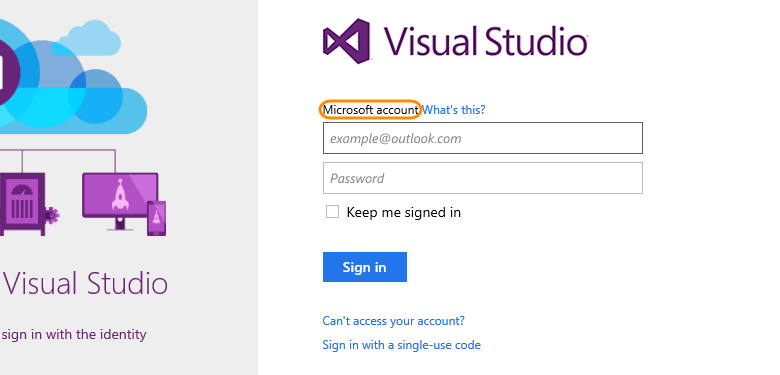 Visual Studio
Microsoft account What's this?
example@outlook.com
Password
Keep me signed in
Sign in
Can't access your account?
Sign in with a single-use code
Visual Studio
sign in with the identity